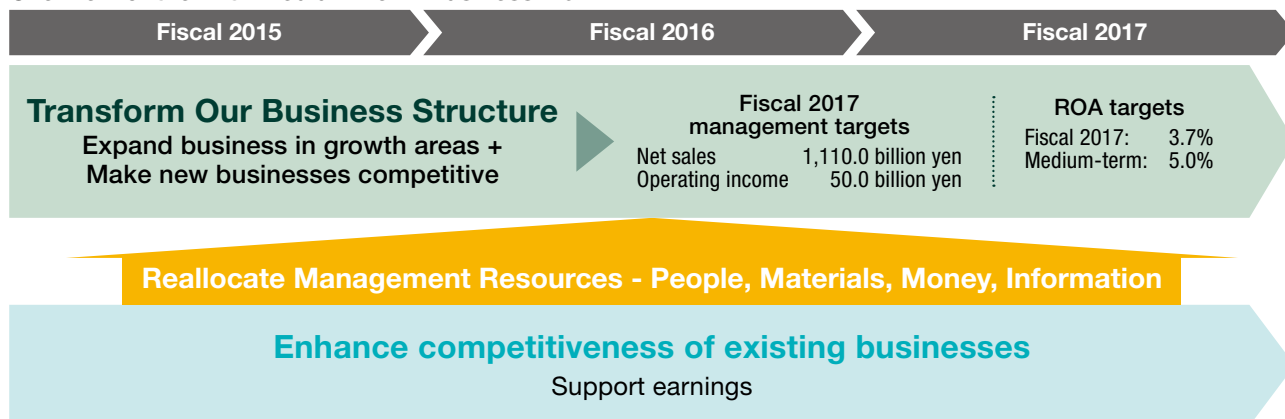 Fiscal 2015
Fiscal 2016
Fiscal 2017
Transform Our Business Structure
Expand business in growth areas +
Make new businesses competitive
Fiscal 2017
management targets
Net sales 1,110.0 billion yen
Operating income 50.0 billion yen
ROA targets
Fiscal 2017: 3.7%
Medium-term: 5.0%
Reallocate Management Resources - People, Materials, Money, Information
Enhance competitiveness of existing businesses
Support earnings